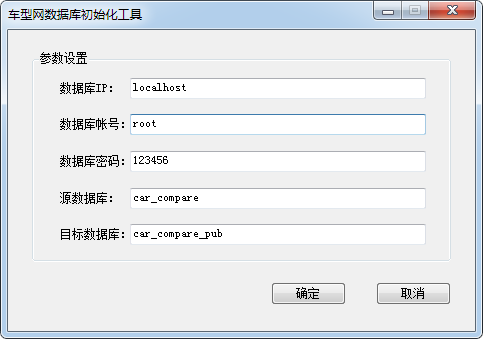 车型网数据库初始化工具
参数设置
数据库IP: localhost
数据库帐号: root
数据库密码: 123456
源数据库: car_compare
目标数据库: car_compare_pub
确定 取消